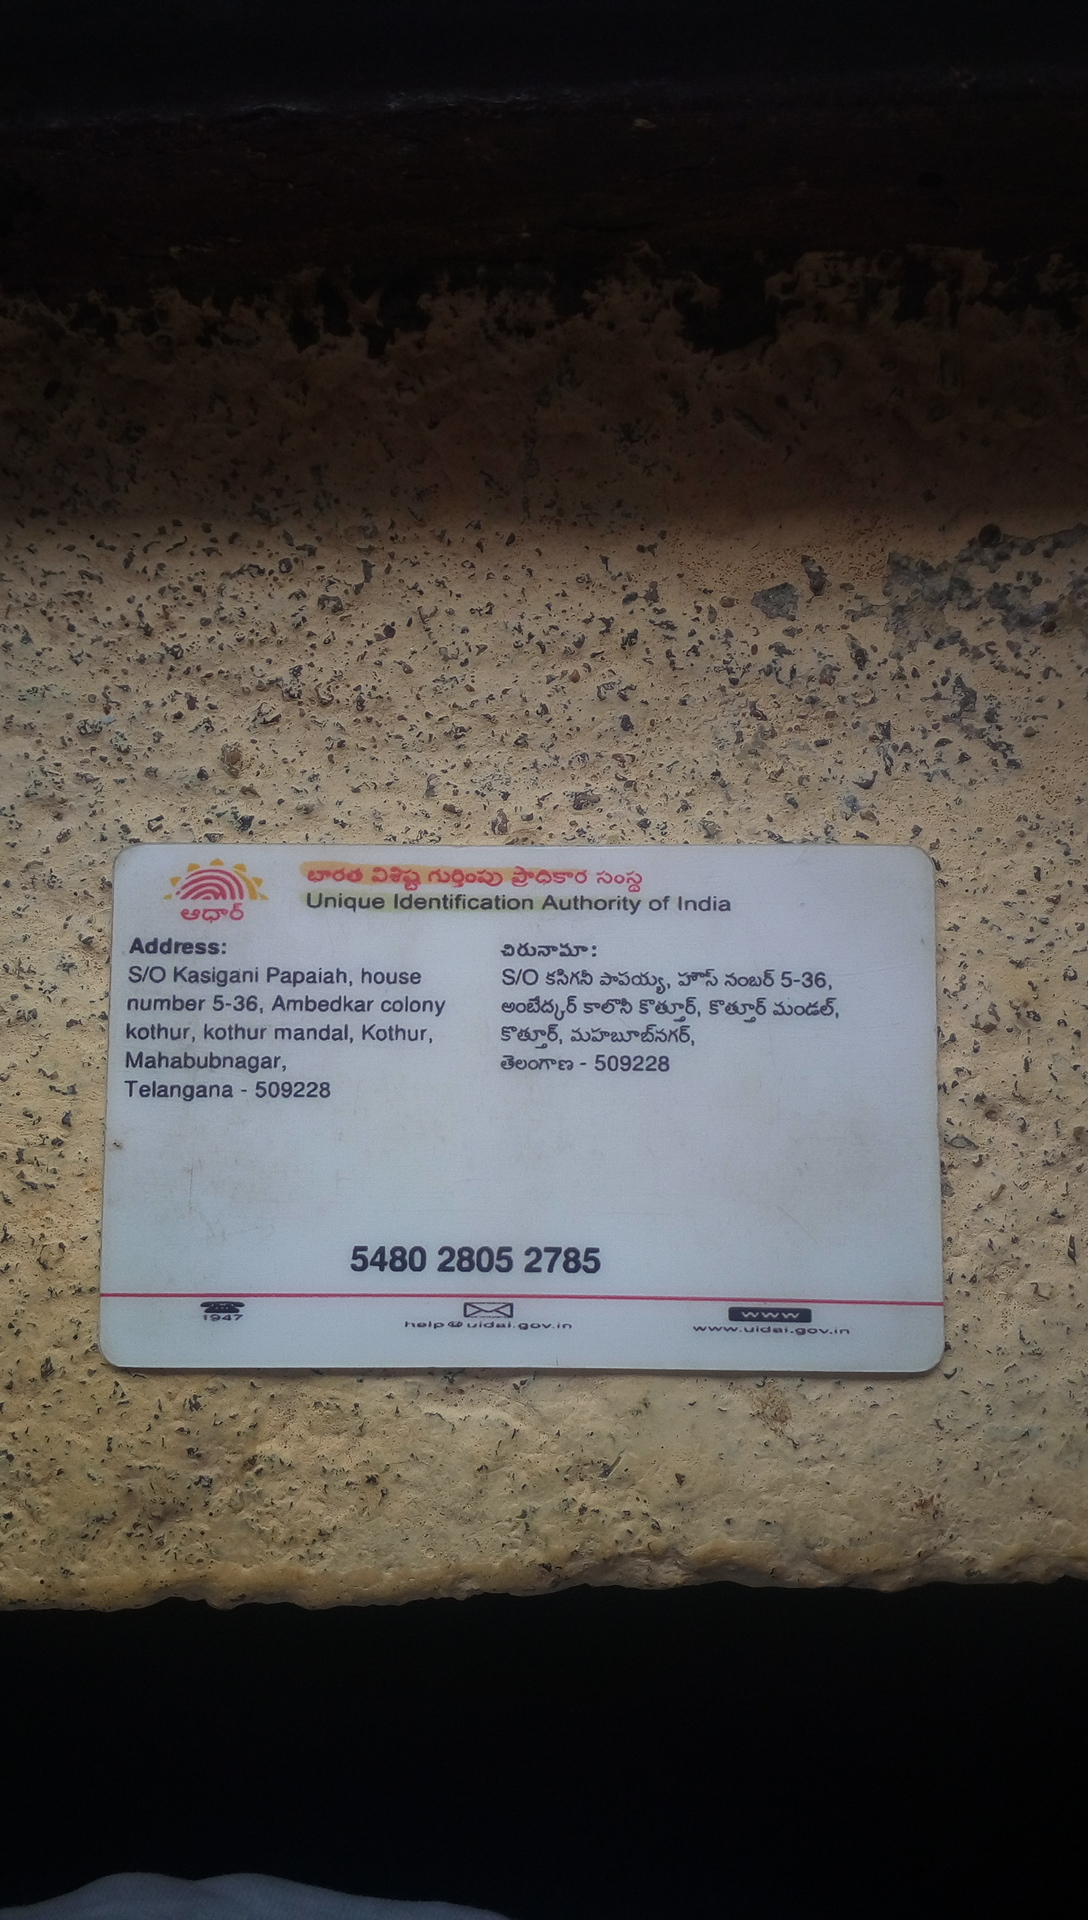 ఆధార్
భారత విశిష్ట గుర్తింపు ప్రాధికార సంస్థ
Unique Identification Authority of India
Address:
S/O Kasigani Papaiah, house
number 5-36, Ambedkar colony
kothur, kothur mandal, Kothur,
Mahabubnagar,
Telangana - 509228
చిరునామా:
S/O కసిగని పాపయ్య, హౌస్ నంబర్ 5-36,
అంబేద్కర్ కాలొనీ కొత్తూర్, కొత్తూర్ మండల్,
కొత్తూర్, మహబూబ్‌నగర్,
తెలంగాణ - 509228
5480 2805 2785
1947
help@uidai.gov.in
www
www.uidai.gov.in